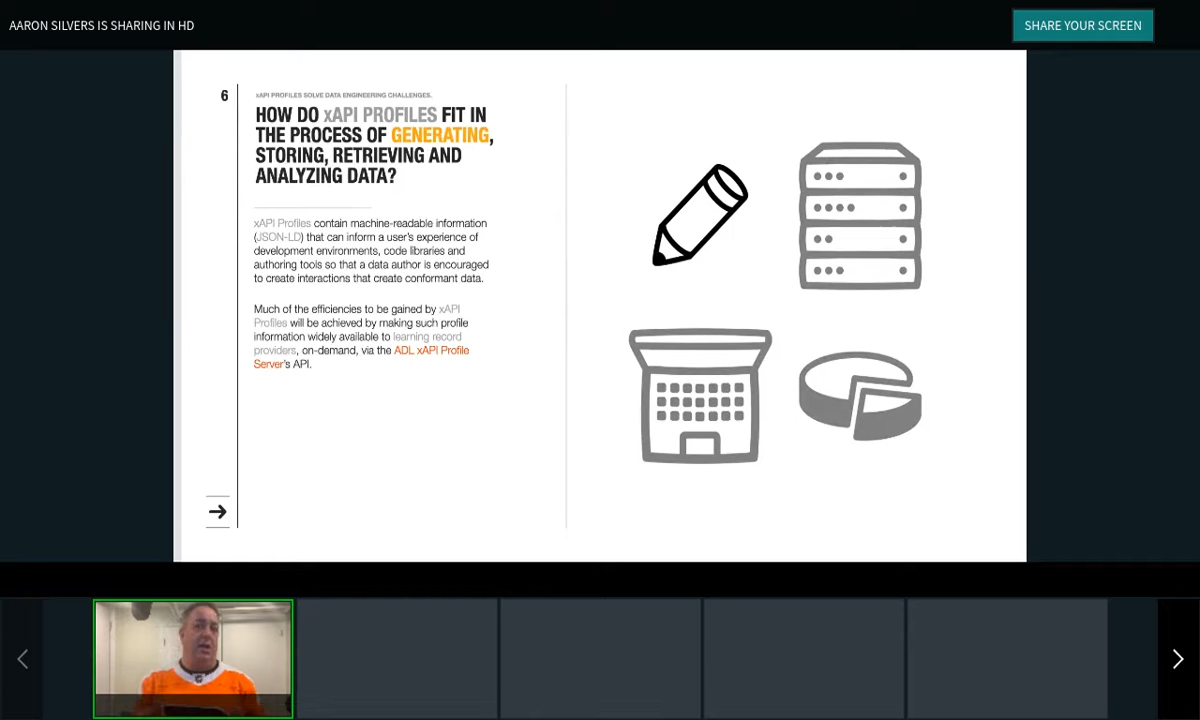 AARON SILVERS IS SHARING IN HD
SHARE YOUR SCREEN
6
xAPI PROFILES SOLVE DATA ENGINEERING CHALLENGES.
HOW DO xAPI PROFILES FIT IN
THE PROCESS OF GENERATING,
STORING, RETRIEVING AND
ANALYZING DATA?
xAPI Profiles contain machine-readable information
(JSON-LD) that can inform a user's experience of
development environments, code libraries and
authoring tools so that a data author is encouraged
to create interactions that create conformant data.
Much of the efficiencies to be gained by xAPI
Profiles will be achieved by making such profile
information widely available to learning record
providers, on-demand, via the ADL xAPI Profile
Server's API.